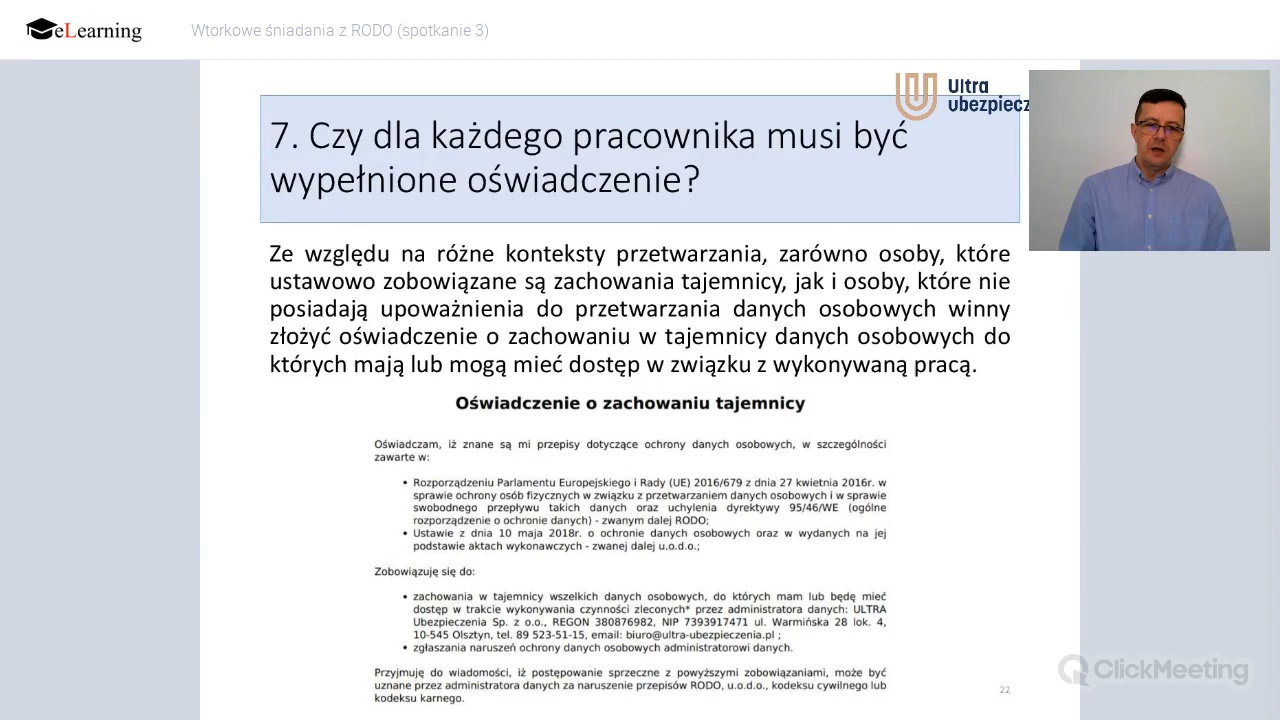 eLearning
Wtorkowe śniadania z RODO (spotkanie 3)
Ultra
ubezpiecz
7. Czy dla każdego pracownika musi być
wypełnione oświadczenie?
Ze względu na różne konteksty przetwarzania, zarówno osoby, które
ustawowo zobowiązane są zachowania tajemnicy, jak i osoby, które nie
posiadają upoważnienia do przetwarzania danych osobowych winny
złożyć oświadczenie o zachowaniu w tajemnicy danych osobowych do
których mają lub mogą mieć dostęp w związku z wykonywaną pracą.
Oświadczenie o zachowaniu tajemnicy
Oświadczam, iż znane są mi przepisy dotyczące ochrony danych osobowych, w szczególności
zawarte w:
• Rozporządzeniu Parlamentu Europejskiego i Rady (UE) 2016/679 z dnia 27 kwietnia 2016r. w
sprawie ochrony osób fizycznych w związku z przetwarzaniem danych osobowych i w sprawie
swobodnego przepływu takich danych oraz uchylenia dyrektywy 95/46/WE (ogólne
rozporządzenie o ochronie danych) - zwanym dalej RODO;
• Ustawie z dnia 10 maja 2018r. o ochronie danych osobowych oraz w wydanych na jej
podstawie aktach wykonawczych - zwanej dalej u.o.d.o.;
Zobowiązuję się do:
• zachowania w tajemnicy wszelkich danych osobowych, do których mam lub będę mieć
dostęp w trakcie wykonywania czynności zleconych* przez administratora danych: ULTRA
Ubezpieczenia Sp. z o.o., REGON 380876982, NIP 7393917471 ul. Warmińska 28 lok. 4,
10-545 Olsztyn, tel. 89 523-51-15, email: biuro@ultra-ubezpieczenia.pl ;
• zgłaszania naruszeń ochrony danych osobowych administratorowi danych.
Przyjmuję do wiadomości, iż postępowanie sprzeczne z powyższymi zobowiązaniami, może być
uznane przez administratora danych za naruszenie przepisów RODO, u.o.d.o., kodeksu cywilnego lub
kodeksu karnego.
22
ClickMeeting